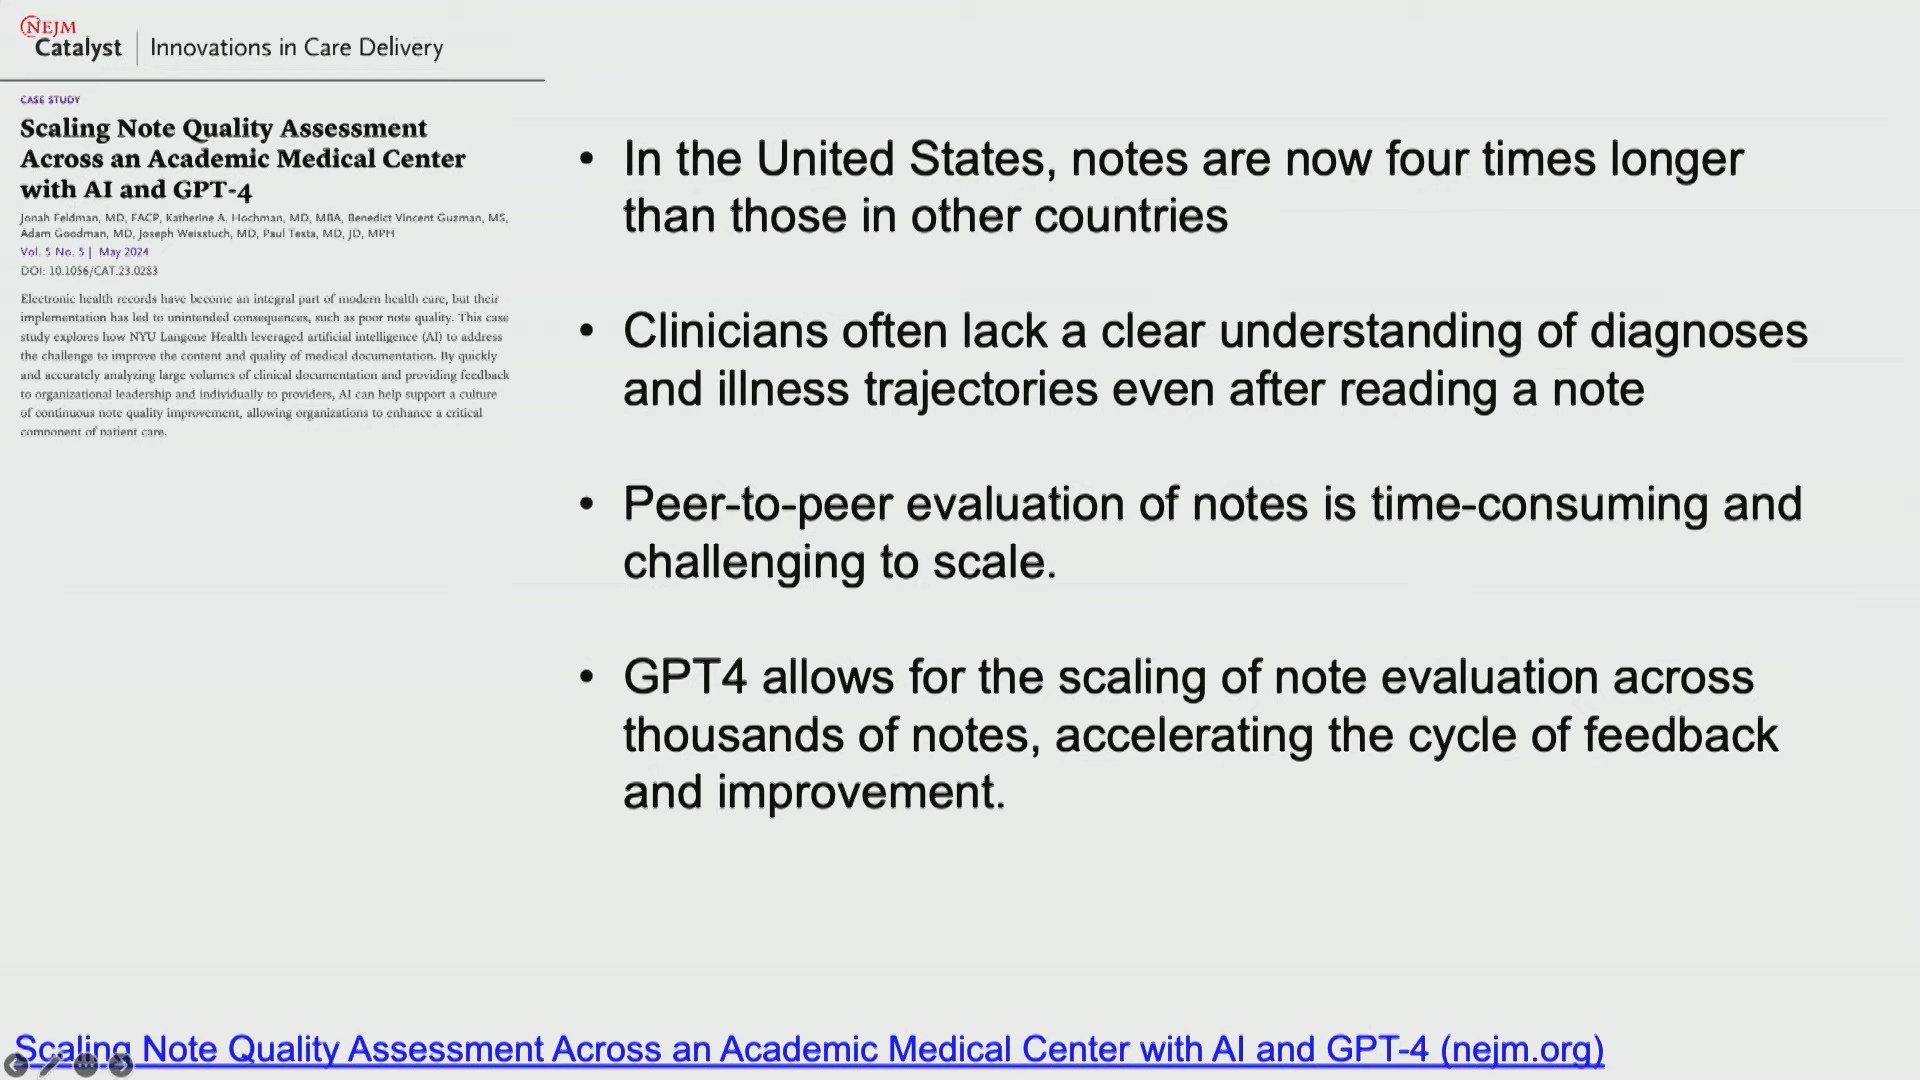 NEJM
Catalyst
Innovations in Care Delivery
CASE STUDY
Scaling Note Quality Assessment
Across an Academic Medical Center
with AI and GPT-4
Jonah Feldman, MD, FACP, Katherine A. Hochman, MD, MBA, Benedict Vincent Guzman, MS,
Adam Goodman, MD, Joseph Weisstuch, MD, Paul Testa, MD, JD, MPH
Vol. 5 No. 5 | May 2024
DOI: 10.1056/CAT.23.0283
Electronic health records have become an integral part of modern health care, but their
implementation has led to unintended consequences, such as poor note quality. This case
study explores how NYU Langone Health leveraged artificial intelligence (AI) to address
the challenge to improve the content and quality of medical documentation. By quickly
and accurately analyzing large volumes of clinical documentation and providing feedback
to organizational leadership and individually to providers, AI can help support a culture
of continuous note quality improvement, allowing organizations to enhance a critical
component of patient care.
• In the United States, notes are now four times longer
than those in other countries
• Clinicians often lack a clear understanding of diagnoses
and illness trajectories even after reading a note
• Peer-to-peer evaluation of notes is time-consuming and
challenging to scale.
• GPT4 allows for the scaling of note evaluation across
thousands of notes, accelerating the cycle of feedback
and improvement.
Scaling Note Quality Assessment Across an Academic Medical Center with AI and GPT-4 (nejm.org)